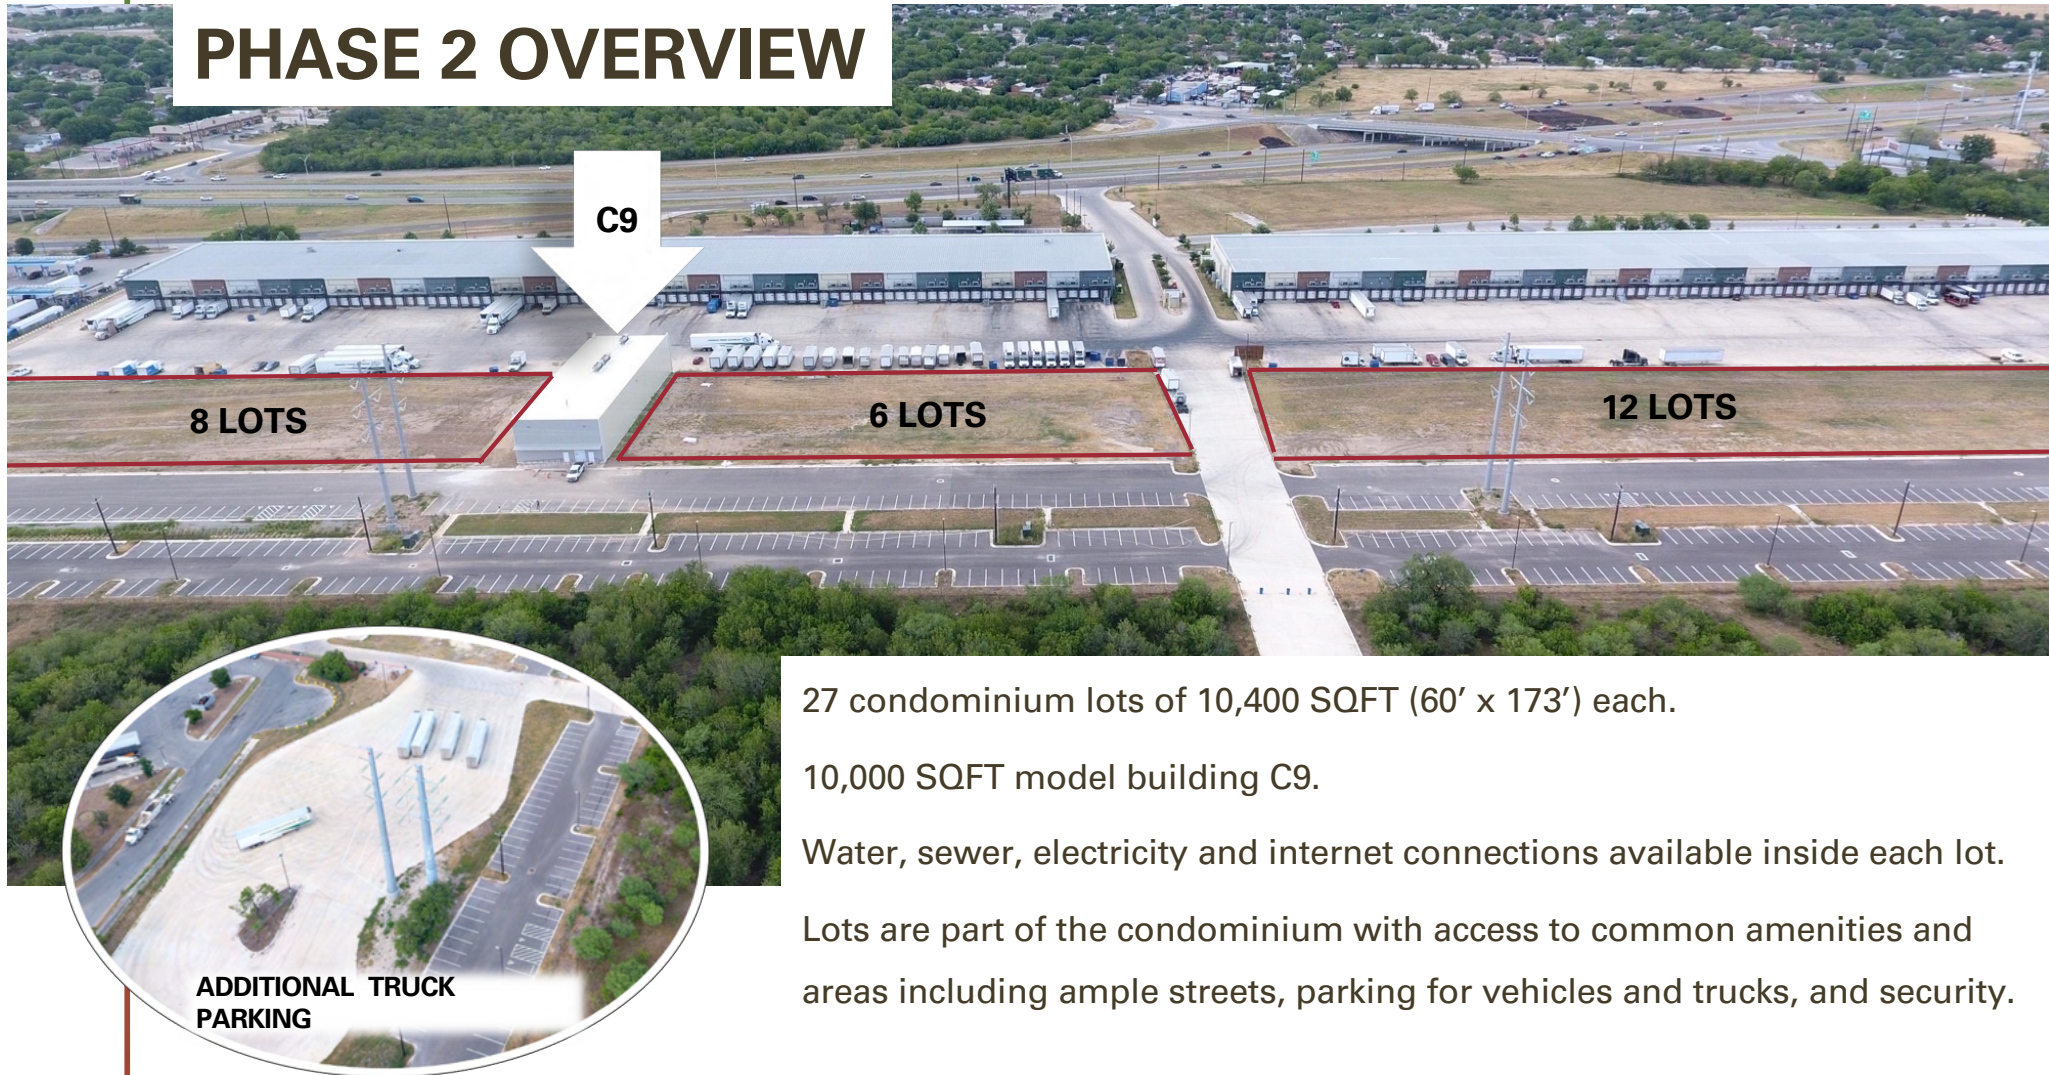 PHASE 2 OVERVIEW
C9
8 LOTS
6 LOTS
12 LOTS
27 condominium lots of 10,400 SQFT (60’ x 173’) each.
10,000 SQFT model building C9.
Water, sewer, electricity and internet connections available inside each lot.
Lots are part of the condominium with access to common amenities and
areas including ample streets, parking for vehicles and trucks, and security.
ADDITIONAL TRUCK
PARKING